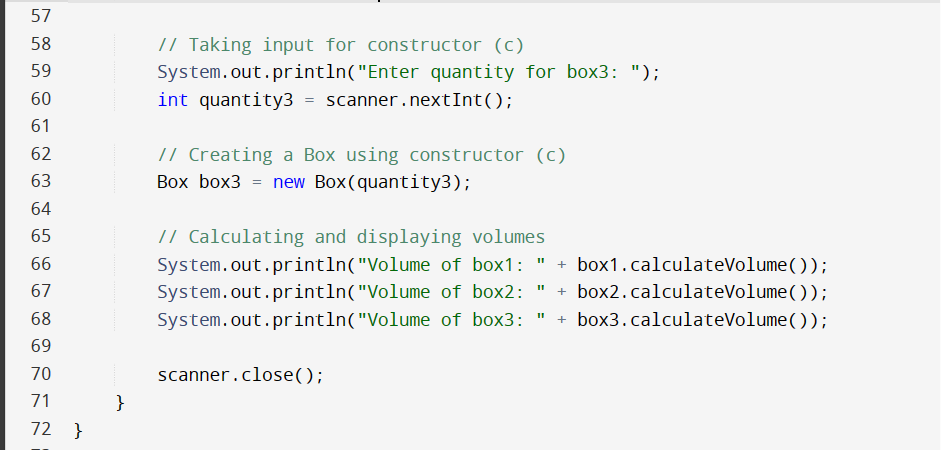 57
58 // Taking input for constructor (c)
59 System.out.println("Enter quantity for box3: ");
60 int quantity3 = scanner.nextInt();
61
62 // Creating a Box using constructor (c)
63 Box box3 = new Box(quantity3);
64
65 // Calculating and displaying volumes
66 System.out.println("Volume of box1: " + box1.calculateVolume());
67 System.out.println("Volume of box2: " + box2.calculateVolume());
68 System.out.println("Volume of box3: " + box3.calculateVolume());
69
70 scanner.close();
71 }
72 }